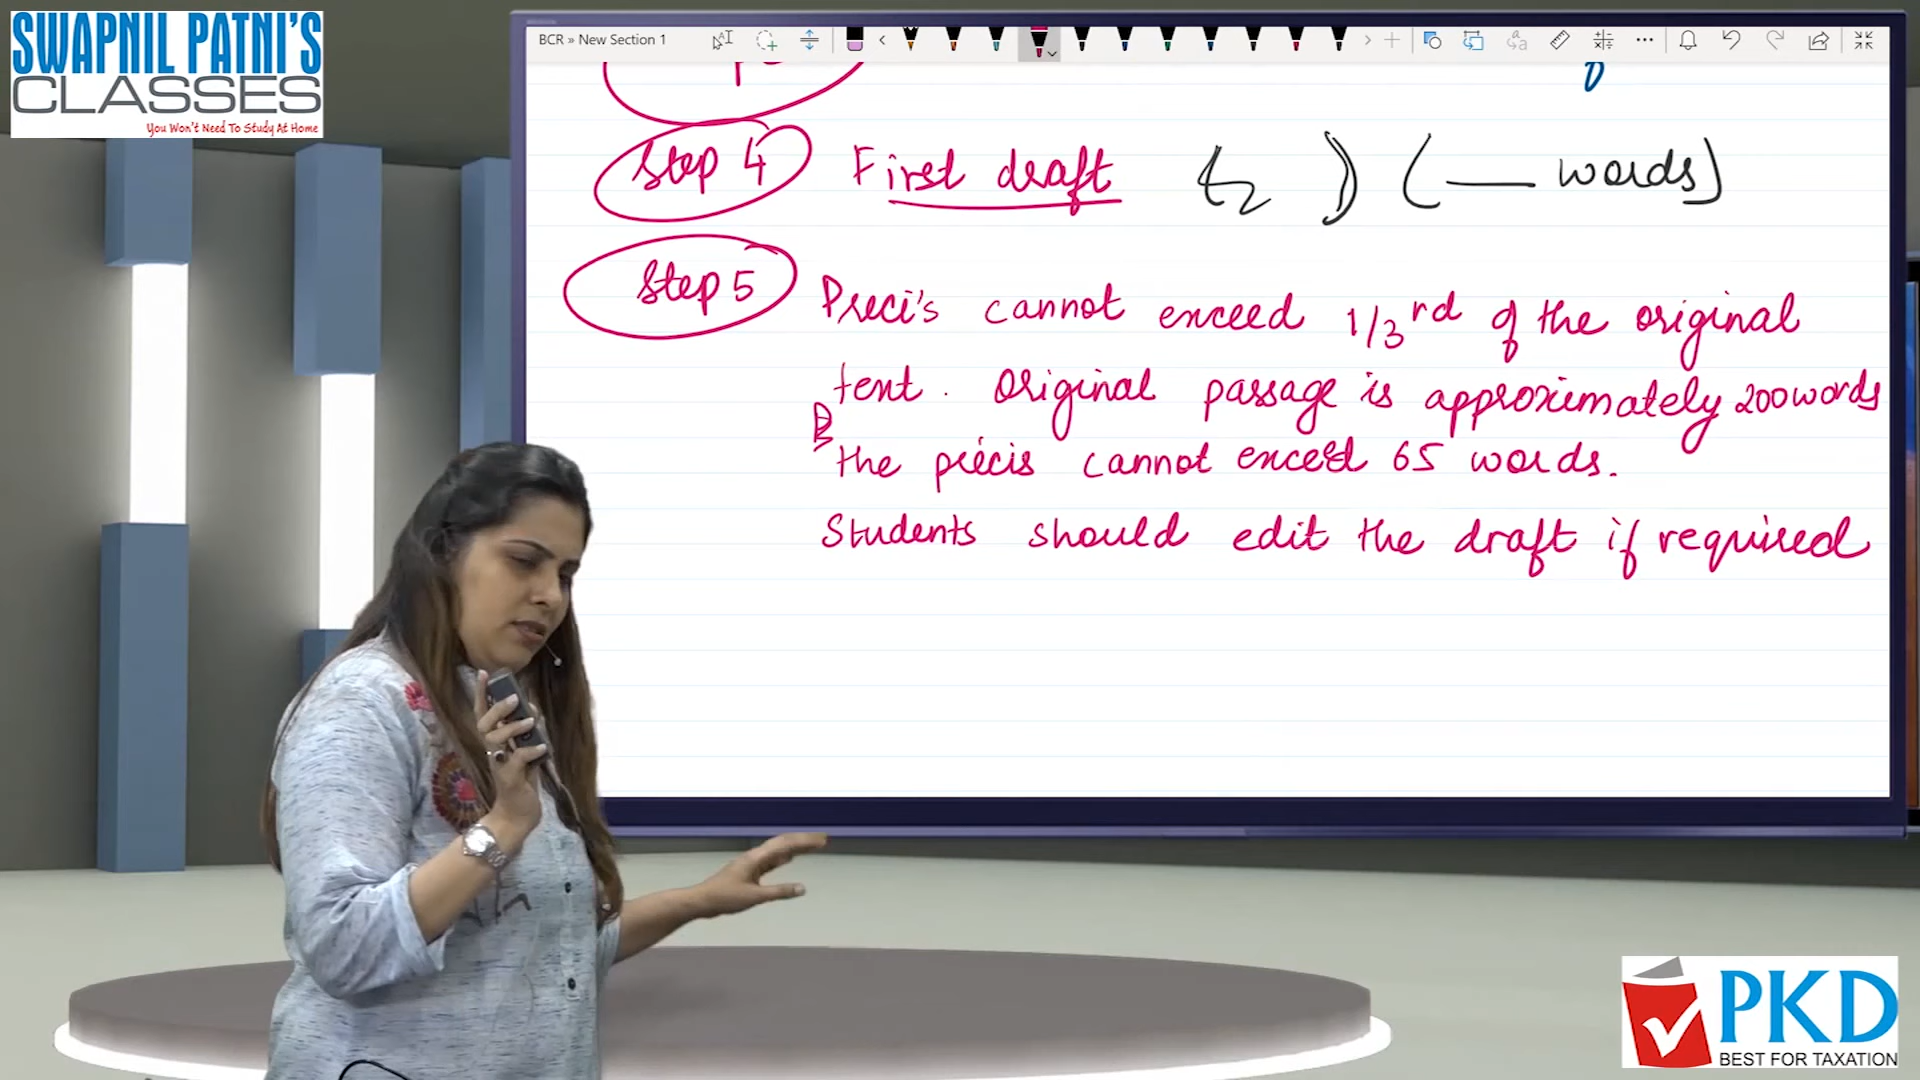 SWAPNIL PATNI'S
CLASSES
You Won't Need To Study At Home
BCR » New Section 1
Step 4 First draft ( ) ( __ words)
Step 5 Preci's cannot exceed 1/3rd of the original
text. Original passage is approximately 200words
the précis cannot exceed 65 words.
Students should edit the draft if required
PKD
BEST FOR TAXATION